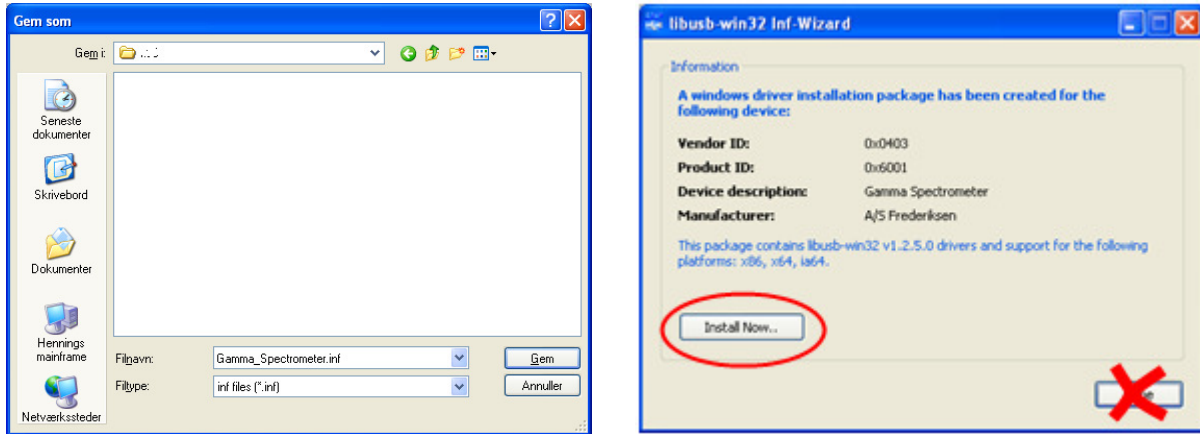 Gem som
Gem i:
Seneste
dokumenter
Skrivebord
Dokumenter
Hennings
mainframe
Netværkssteder
Filnavn:
Gamma_Spectrometer.inf
Gem
Filtype:
inf files (*.inf)
Annuller
libusb-win32 Inf-Wizard
Information
A windows driver installation package has been created for the
following device:
Vendor ID: 0x0403
Product ID: 0x6001
Device description: Gamma Spectrometer
Manufacturer: A/S Frederiksen
This package contains libusb-win32 v1.2.5.0 drivers and support for the following
platforms: x86, x64, ia64.
Install Now..